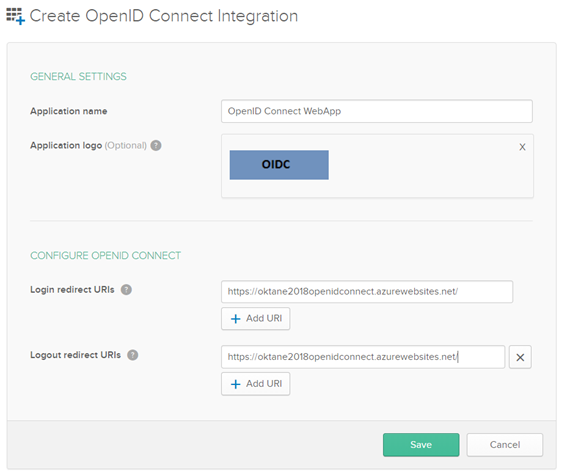 Create OpenID Connect Integration
GENERAL SETTINGS
Application name
OpenID Connect WebApp
Application logo (Optional) ?
X
OIDC
CONFIGURE OPENID CONNECT
Login redirect URIs ?
https://oktane2018openidconnect.azurewebsites.net/
+ Add URI
Logout redirect URIs ?
https://oktane2018openidconnect.azurewebsites.net/
+ Add URI
Save
Cancel